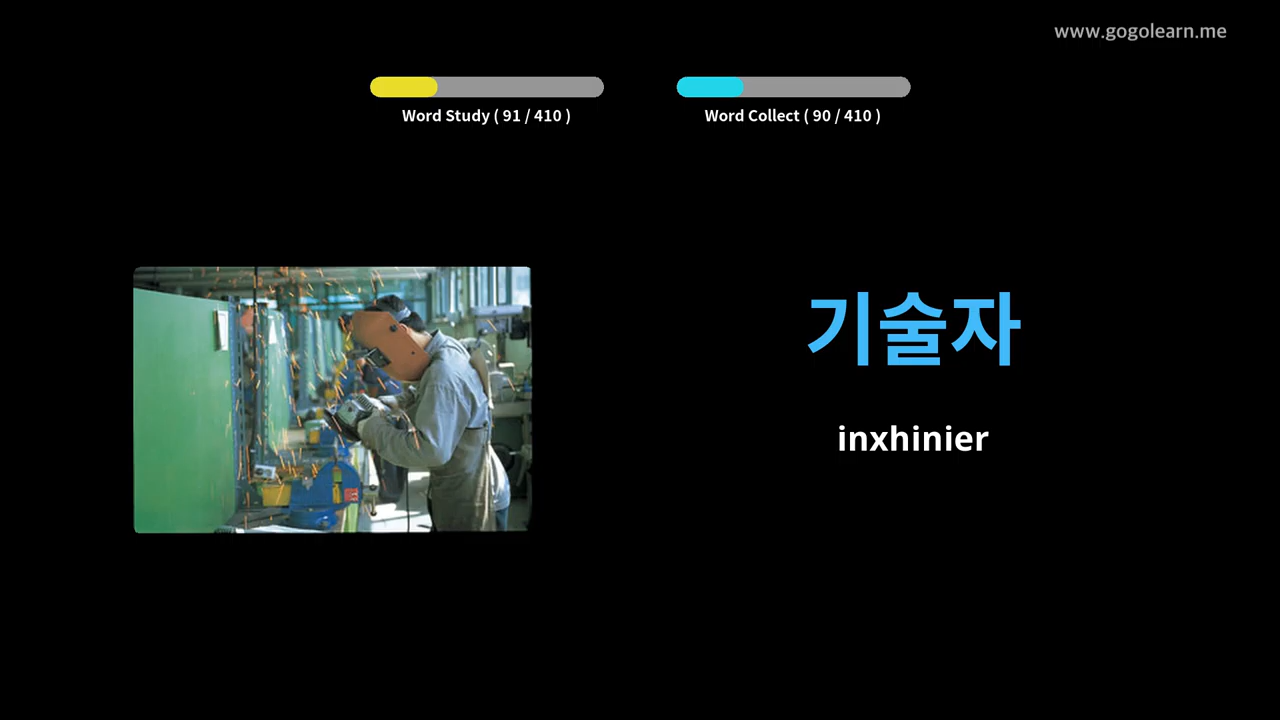 www.gogolearn.me
Word Study ( 91 / 410 )
Word Collect ( 90 / 410 )
기술자
inxhinier